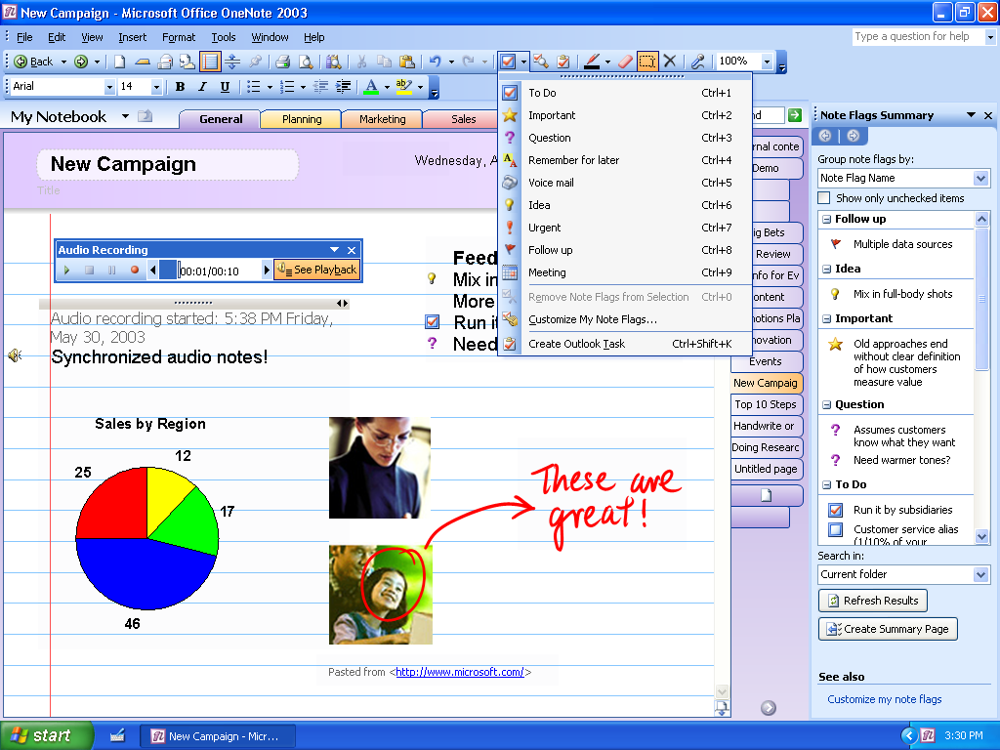 New Campaign - Microsoft Office OneNote 2003
File Edit View Insert Format Tools Window Help
Type a question for help
Back
100%
Arial 14 B I U A ab
My Notebook
General Planning Marketing Sales
New Campaign
Title
Wednesday, A
Audio Recording
00:01/00:10 See Playback
Audio recording started: 5:38 PM Friday,
May 30, 2003
Synchronized audio notes!
Feed
Mix in
More
Run it
Need
To Do Ctrl+1
Important Ctrl+2
Question Ctrl+3
Remember for later Ctrl+4
Voice mail Ctrl+5
Idea Ctrl+6
Urgent Ctrl+7
Follow up Ctrl+8
Meeting Ctrl+9
Remove Note Flags from Selection Ctrl+0
Customize My Note Flags...
Create Outlook Task Ctrl+Shift+K
Sales by Region
12
25
17
46
These are
great!
Pasted from <http://www.microsoft.com/>
nd
rnal conte
Demo
ig Bets
Review
nfo for Ev
ontent
otions Pla
novation
Events
New Campaig
Top 10 Steps
Handwrite or
Doing Researc
Untitled page
Note Flags Summary
Group note flags by:
Note Flag Name
Show only unchecked items
Follow up
Multiple data sources
Idea
Mix in full-body shots
Important
Old approaches end
without clear definition
of how customers
measure value
Question
Assumes customers
know what they want
Need warmer tones?
To Do
Run it by subsidiaries
Customer service alias
(1/10% of your
Search in:
Current folder
Refresh Results
Create Summary Page
See also
Customize my note flags
start
New Campaign - Micr...
3:30 PM